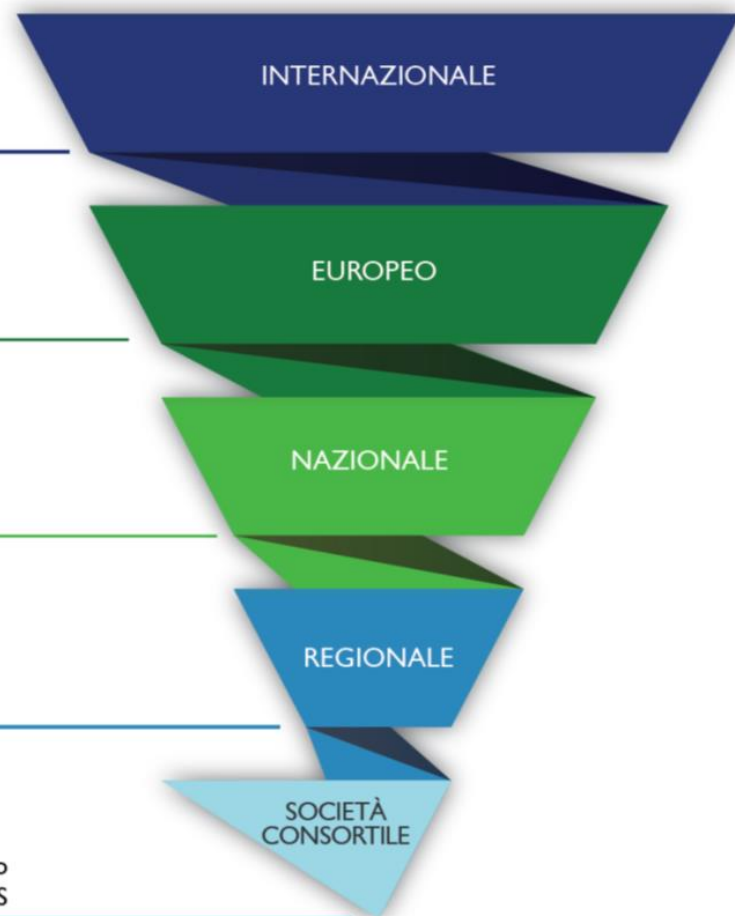 INTERNAZIONALE
EUROPEO
NAZIONALE
REGIONALE
SOCIETÀ
CONSORTILE
P
S